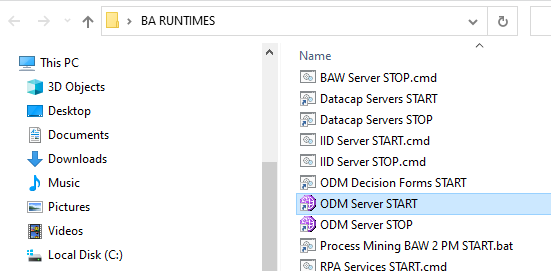 BA RUNTIMES
This PC
3D Objects
Desktop
Documents
Downloads
Music
Pictures
Videos
Local Disk (C:)
Name
BAW Server STOP.cmd
Datacap Servers START
Datacap Servers STOP
IID Server START.cmd
IID Server STOP.cmd
ODM Decision Forms START
ODM Server START
ODM Server STOP
Process Mining BAW 2 PM START.bat
RPA Services START.cmd